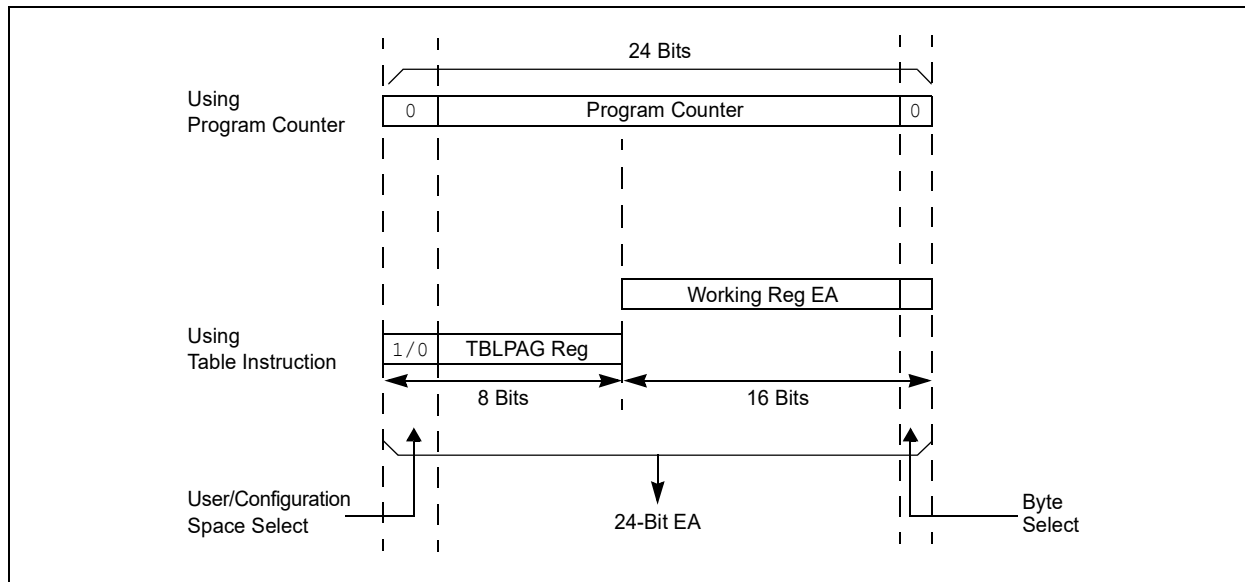 24 Bits
Using
Program Counter
0
Program Counter
0
Working Reg EA
Using
Table Instruction
1/0
TBLPAG Reg
8 Bits
16 Bits
User/Configuration
Space Select
24-Bit EA
Byte
Select